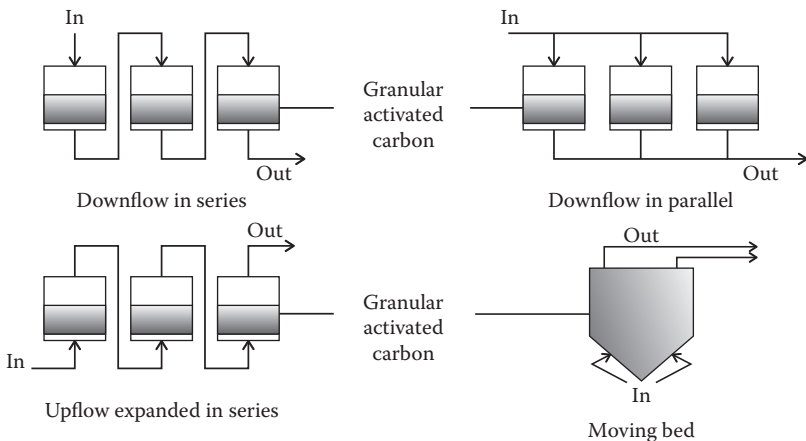 In
In
Granular
activated
carbon
Out
Out
Downflow in series
Downflow in parallel
Out
Out
Granular
activated
carbon
In
In
Upflow expanded in series
Moving bed